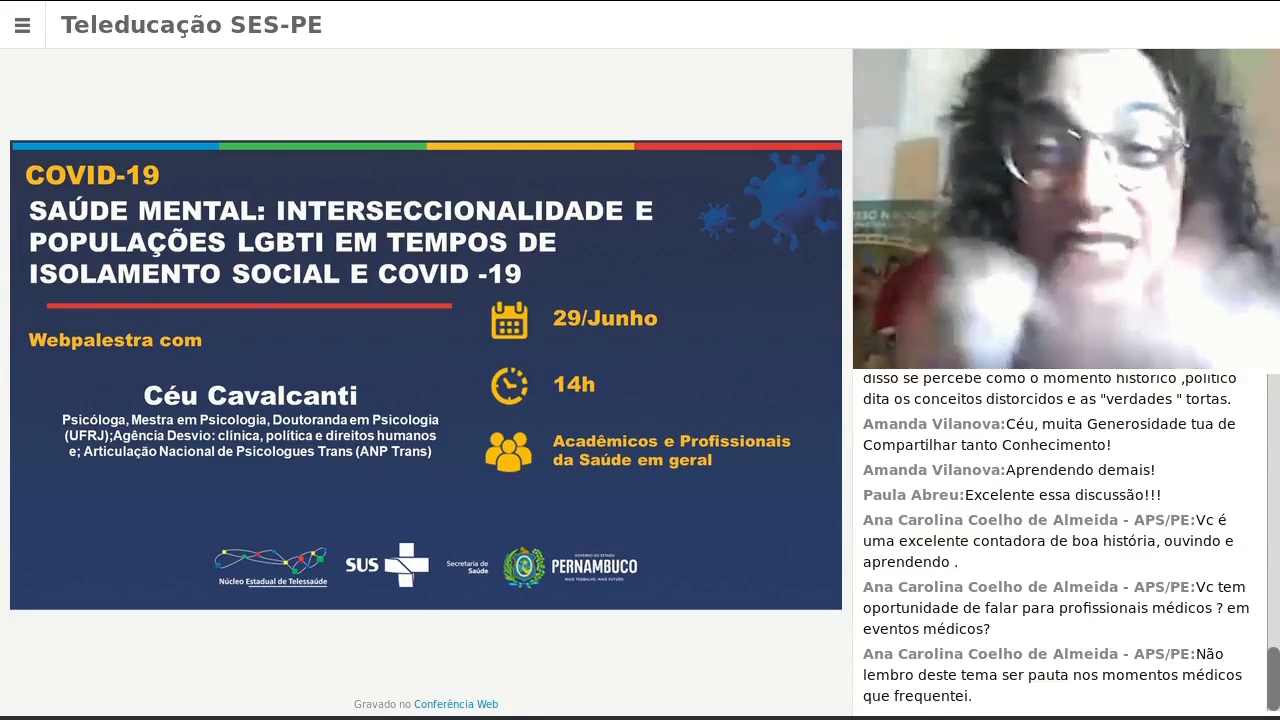 Teleducação SES-PE
COVID-19
SAÚDE MENTAL: INTERSECCIONALIDADE E
POPULAÇÕES LGBTI EM TEMPOS DE
ISOLAMENTO SOCIAL E COVID -19
Webpalestra com
Céu Cavalcanti
Psicóloga, Mestra em Psicologia, Doutoranda em Psicologia
(UFRJ);Agência Desvio: clínica, política e direitos humanos
e; Articulação Nacional de Psicologues Trans (ANP Trans)
29/Junho
14h
Acadêmicos e Profissionais
da Saúde em geral
Núcleo Estadual de Telessaúde
SUS
Secretaria de
Saúde
GOVERNO DO ESTADO
PERNAMBUCO
MAIS TRABALHO, MAIS FUTURO.
Gravado no Conferência Web
disso se percebe como o momento histórico ,político
dita os conceitos distorcidos e as "verdades " tortas.
Amanda Vilanova:Céu, muita Generosidade tua de
Compartilhar tanto Conhecimento!
Amanda Vilanova:Aprendendo demais!
Paula Abreu:Excelente essa discussão!!!
Ana Carolina Coelho de Almeida - APS/PE:Vc é
uma excelente contadora de boa história, ouvindo e
aprendendo .
Ana Carolina Coelho de Almeida - APS/PE:Vc tem
oportunidade de falar para profissionais médicos ? em
eventos médicos?
Ana Carolina Coelho de Almeida - APS/PE:Não
lembro deste tema ser pauta nos momentos médicos
que frequentei.